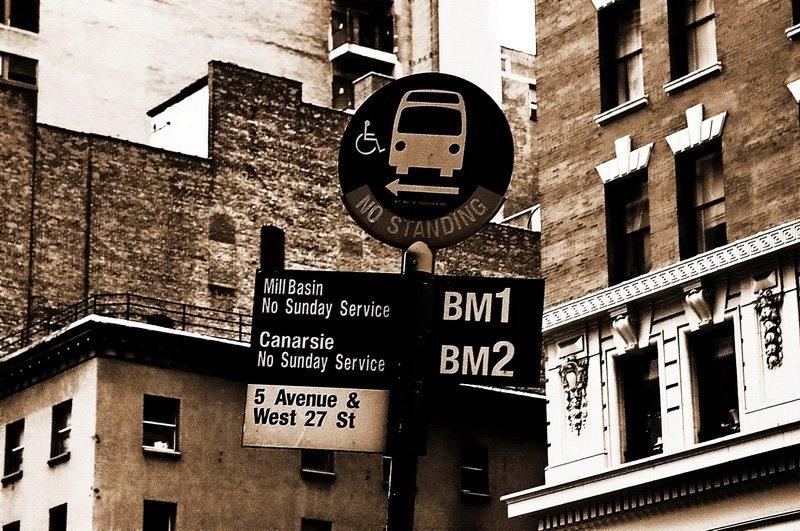 NO STANDING
Mill Basin
No Sunday Service
Canarsie
No Sunday Service
BM1
BM2
5 Avenue &
West 27 St